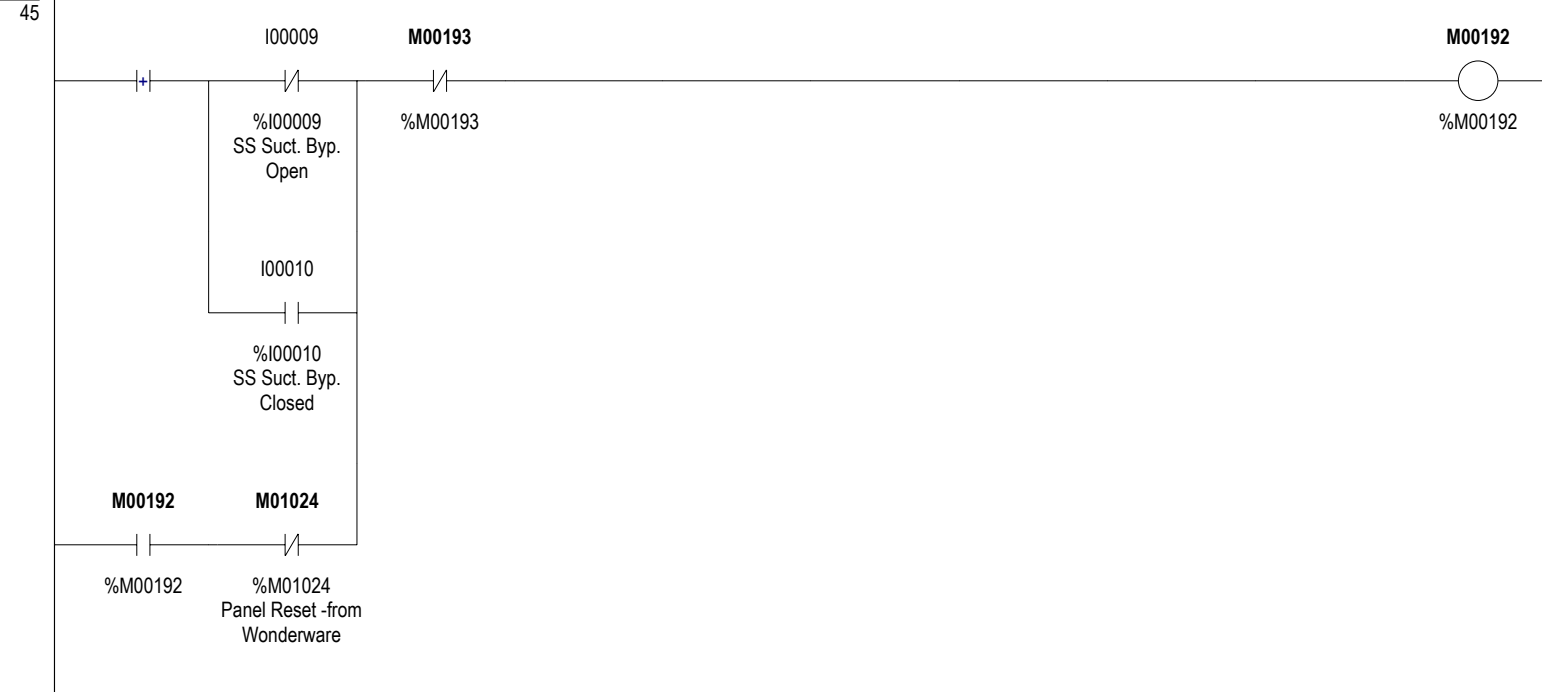 45
I00009
M00193
M00192
+
%I00009
SS Suct. Byp.
Open
%M00193
%M00192
I00010
%I00010
SS Suct. Byp.
Closed
M00192
M01024
%M00192
%M01024
Panel Reset -from
Wonderware